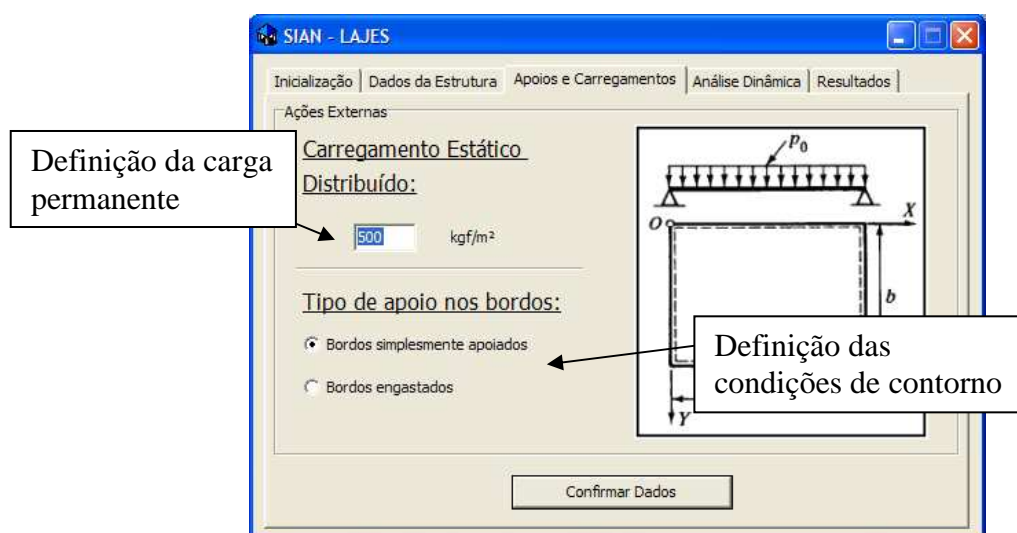 SIAN - LAJES
Inicialização
Dados da Estrutura
Apoios e Carregamentos
Análise Dinâmica
Resultados
Ações Externas
Definição da carga
permanente
Carregamento Estático
Distribuído:
500
kgf/m²
Tipo de apoio nos bordos:
Bordos simplesmente apoiados
Bordos engastados
p0
O
X
b
Y
Definição das
condições de contorno
Confirmar Dados